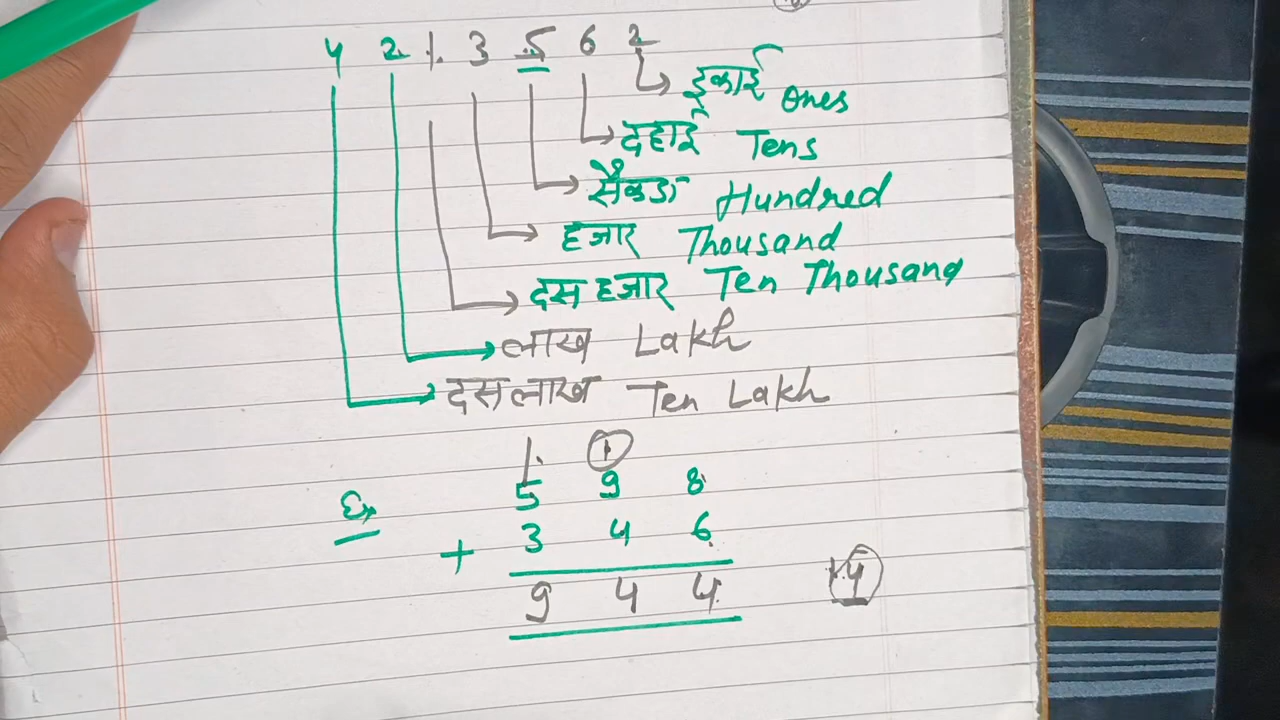 4 2 1 3 5 6 2
इकाई Ones
दहाई Tens
सैकडा Hundred
हजार Thousand
दस हजार Ten Thousand
लाख Lakh
दस लाख Ten Lakh
1 1
Ex 5 9 8
+ 3 4 6
9 4 4 14